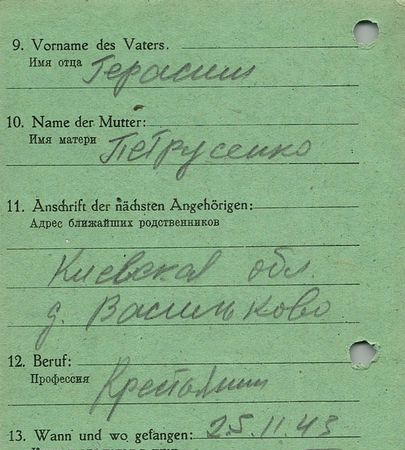 9. Vorname des Vaters.
Имя отца Герасим
10. Name der Mutter:
Имя матери Петрусенко
11. Anschrift der nächsten Angehörigen:
Адрес ближайших родственников
Киевская обл.
д. Васильково
12. Beruf:
Профессия Крестьянин
13. Wann und wo gefangen: 25.11.43